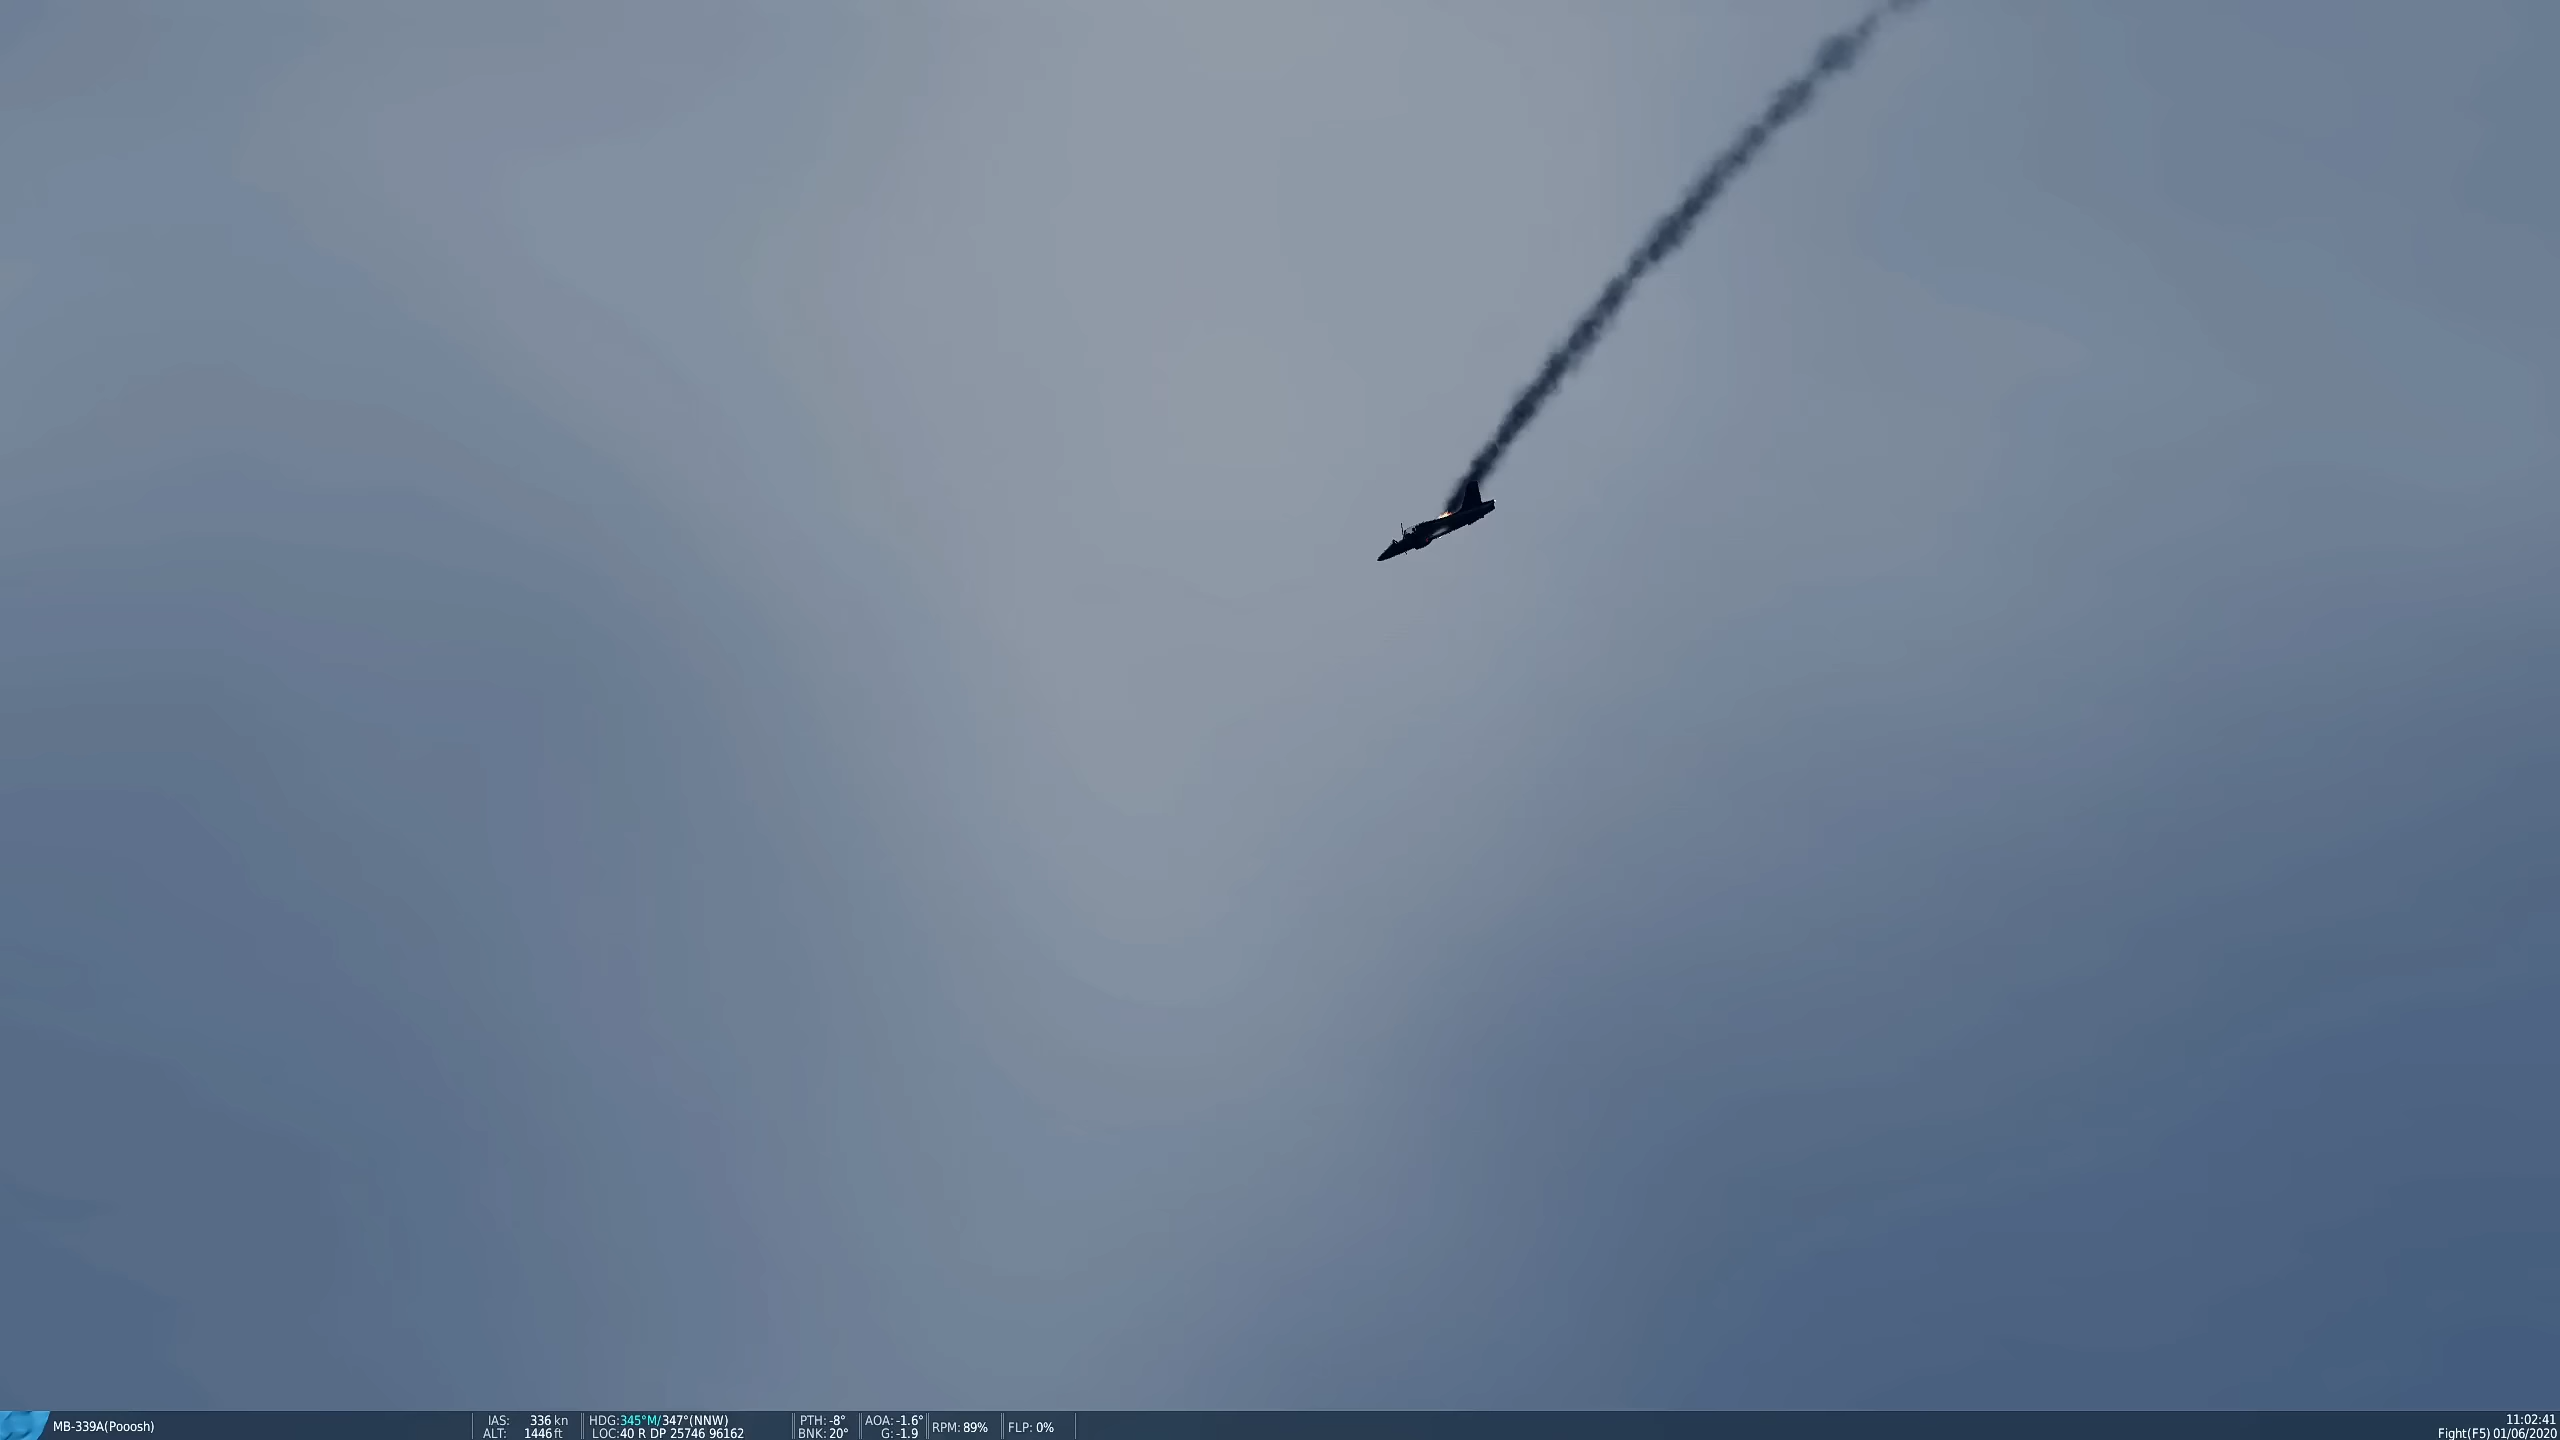 MB-339A(Pooosh)
IAS: 336 kn
ALT: 1446 ft
HDG:345°M/347°(NNW)
LOC:40 R DP 25746 96162
PTH: -8°
BNK: 20°
AOA: -1.6°
G: -1.9
RPM: 89%
FLP: 0%
11:02:41
Fight(F5) 01/06/2020